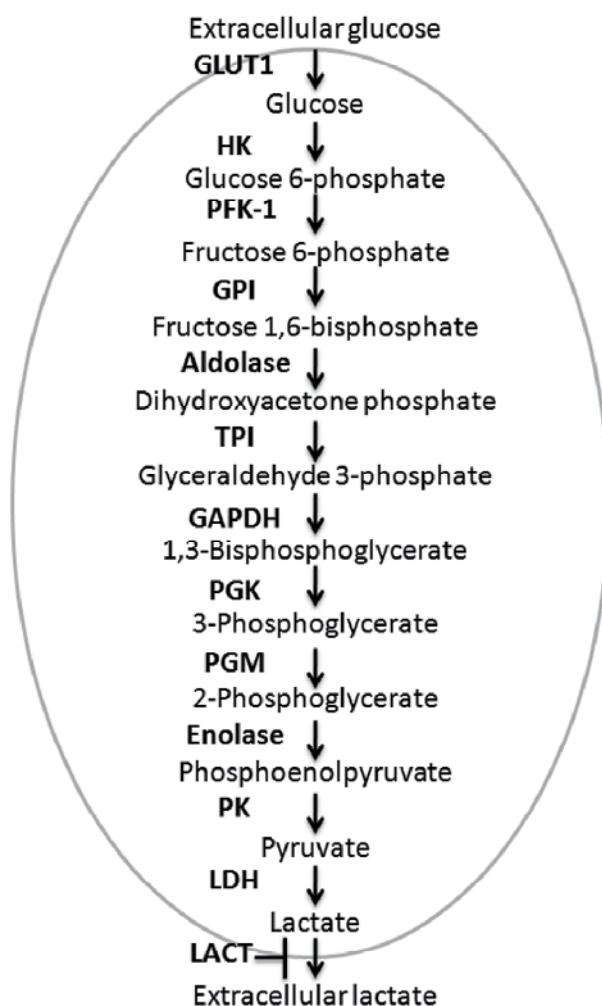 Extracellular glucose
GLUT1
Glucose
HK
Glucose 6-phosphate
PFK-1
Fructose 6-phosphate
GPI
Fructose 1,6-bisphosphate
Aldolase
Dihydroxyacetone phosphate
TPI
Glyceraldehyde 3-phosphate
GAPDH
1,3-Bisphosphoglycerate
PGK
3-Phosphoglycerate
PGM
2-Phosphoglycerate
Enolase
Phosphoenolpyruvate
PK
Pyruvate
LDH
Lactate
LACT
Extracellular lactate